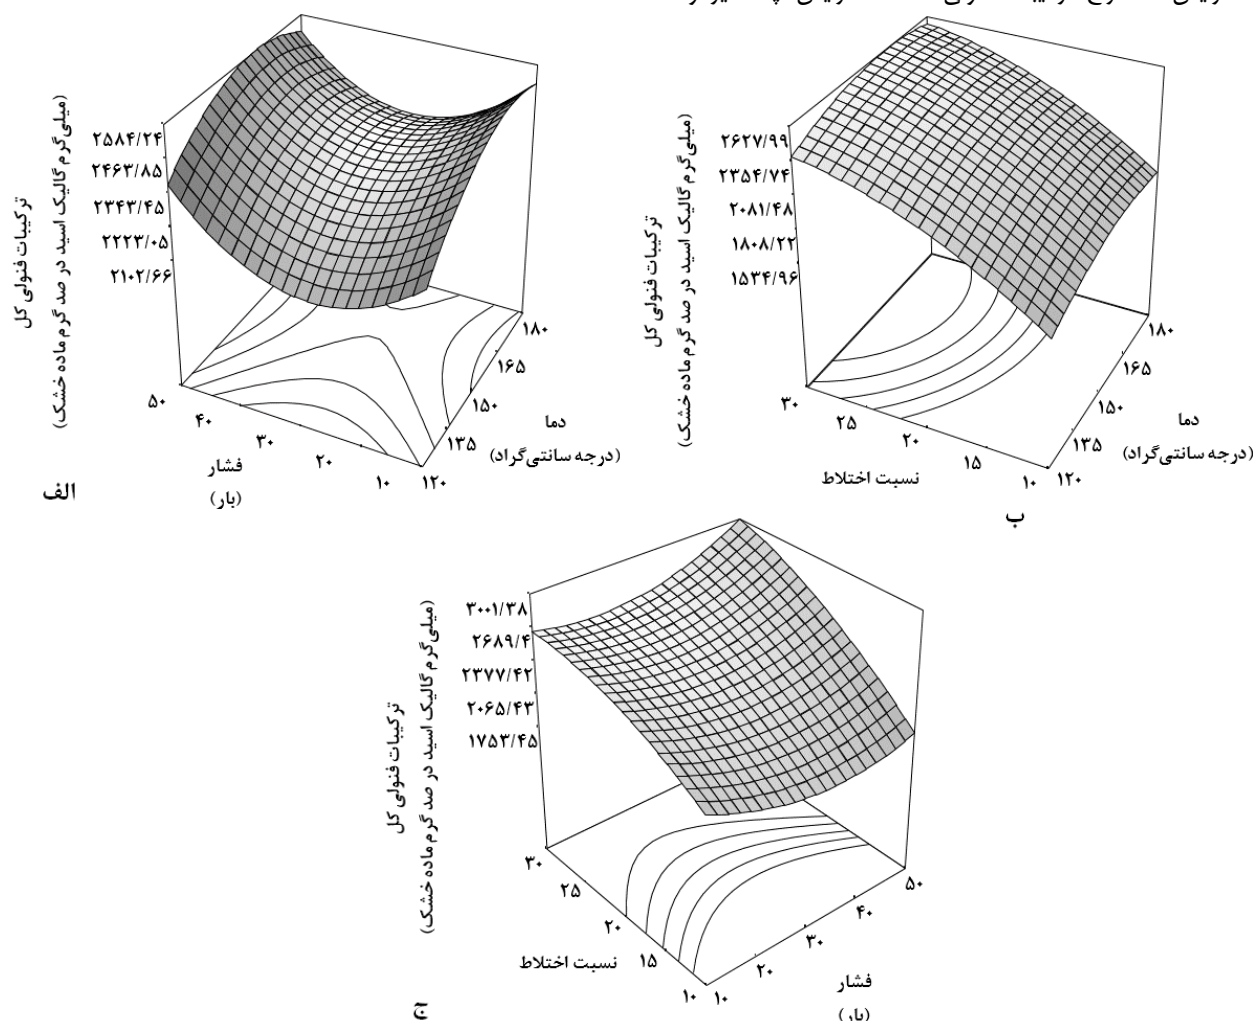 ۲۵۸۴/۲۴
۲۴۶۳/۸۵
۲۳۴۳/۴۵
۲۲۲۳/۰۵
۲۱۰۲/۶۶
ترکیبات فنولی کل
(میلی‌گرم گالیک اسید در صد گرم ماده خشک)
۵۰
۴۰
۳۰
۲۰
۱۰
فشار
(بار)
۱۲۰
۱۳۵
۱۵۰
۱۶۵
۱۸۰
دما
(درجه سانتی‌گراد)
الف
۲۶۲۷/۹۹
۲۳۵۴/۷۴
۲۰۸۱/۴۸
۱۸۰۸/۲۲
۱۵۳۴/۹۶
ترکیبات فنولی کل
(میلی‌گرم گالیک اسید در صد گرم ماده خشک)
۳۰
۲۵
۲۰
۱۵
۱۰
نسبت اختلاط
۱۲۰
۱۳۵
۱۵۰
۱۶۵
۱۸۰
دما
(درجه سانتی‌گراد)
ب
۳۰۰۱/۳۸
۲۶۸۹/۴
۲۳۷۷/۴۲
۲۰۶۵/۴۳
۱۷۵۳/۴۵
ترکیبات فنولی کل
(میلی‌گرم گالیک اسید در صد گرم ماده خشک)
۳۰
۲۵
۲۰
۱۵
۱۰
نسبت اختلاط
۱۰
۲۰
۳۰
۴۰
۵۰
فشار
(بار)
ج